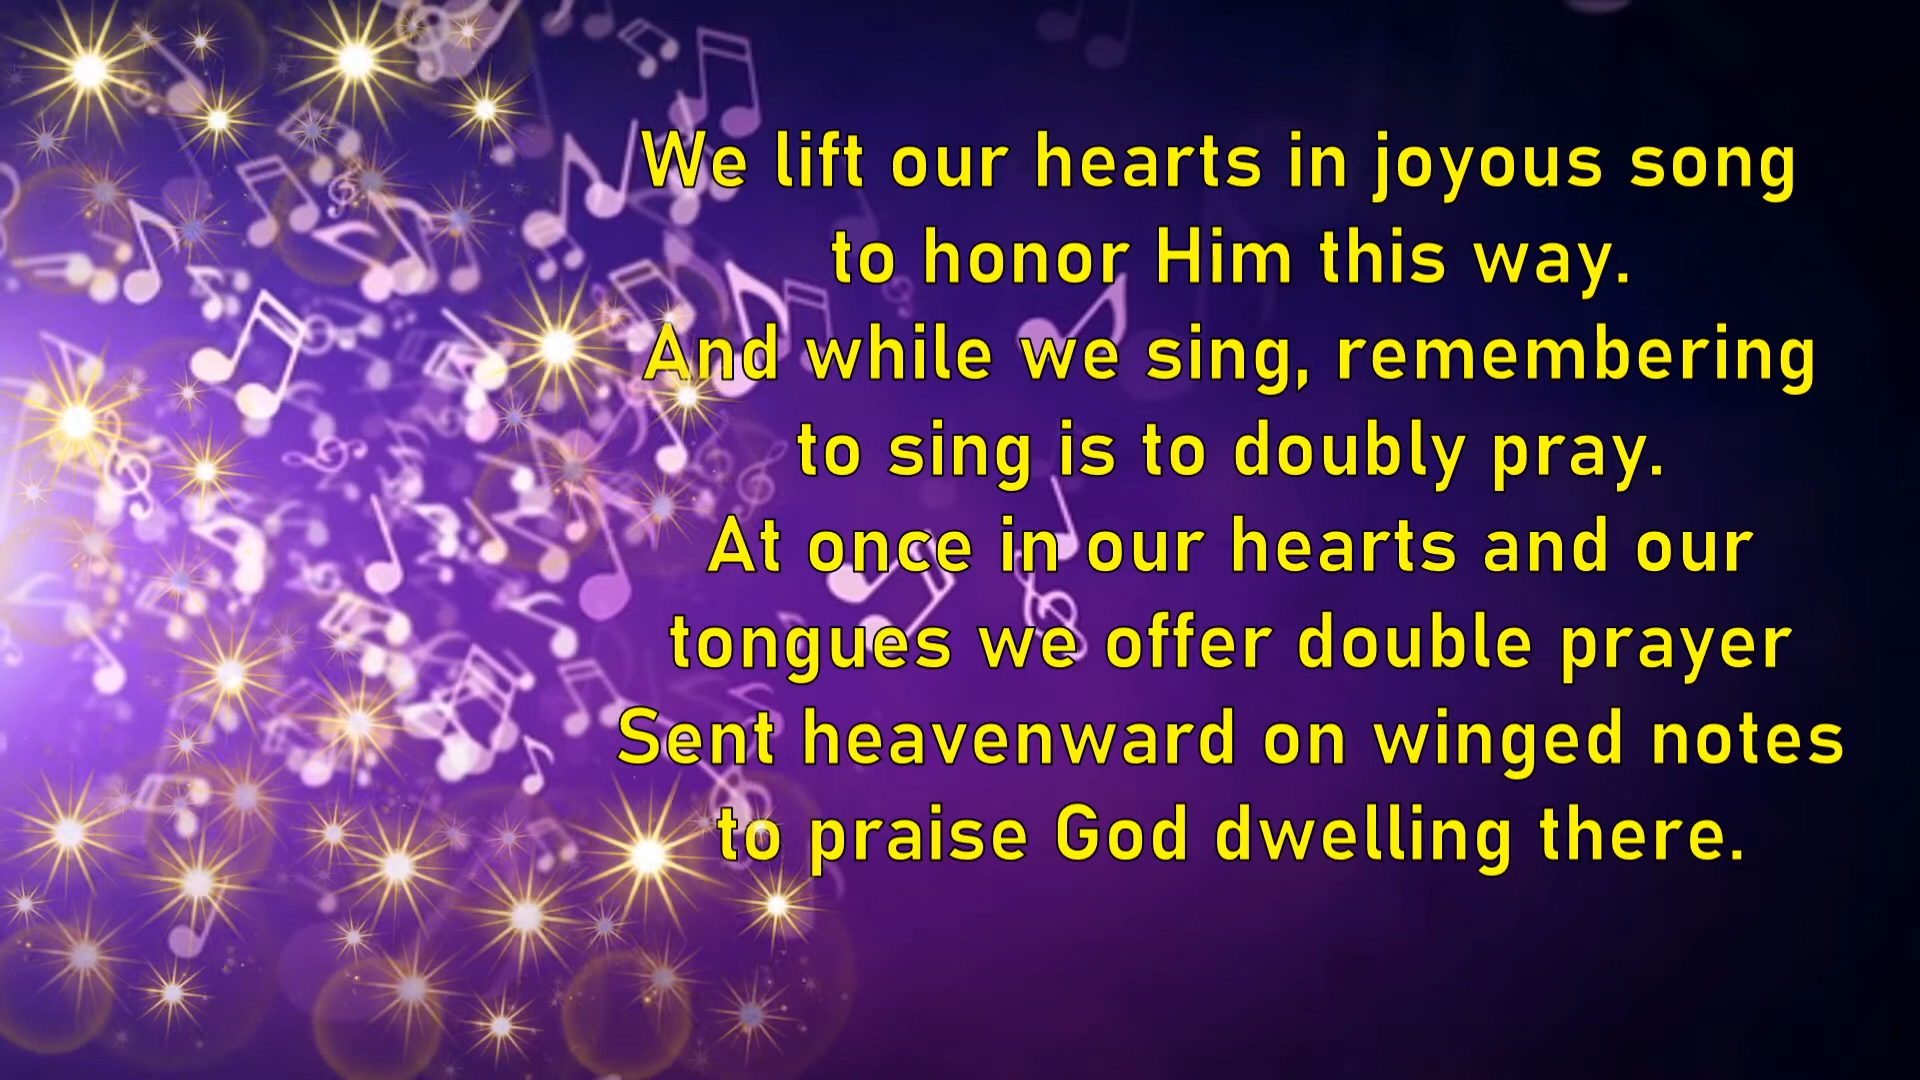 We lift our hearts in joyous song
to honor Him this way.
And while we sing, remembering
to sing is to doubly pray.
At once in our hearts and our
tongues we offer double prayer
Sent heavenward on winged notes
to praise God dwelling there.